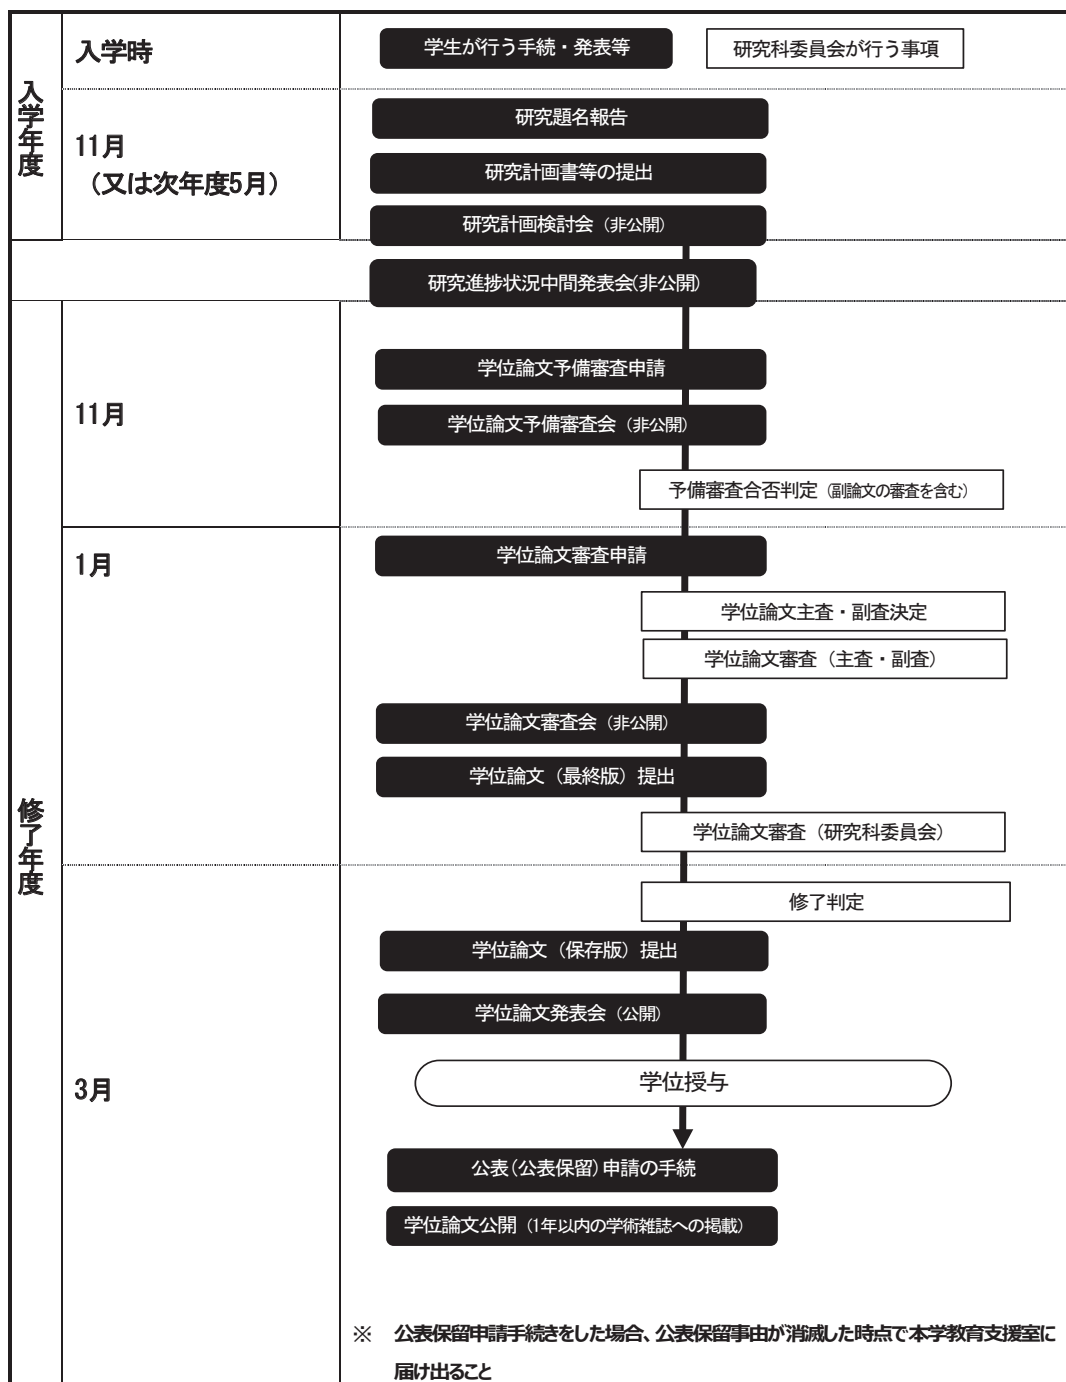 入学年度
入学時
学生が行う手続・発表等
研究科委員会が行う事項
11月
（又は次年度5月）
研究題名報告
研究計画書等の提出
研究計画検討会（非公開）
研究進捗状況中間発表会(非公開)
修了年度
11月
学位論文予備審査申請
学位論文予備審査会（非公開）
予備審査合否判定（副論文の審査を含む）
1月
学位論文審査申請
学位論文主査・副査決定
学位論文審査（主査・副査）
学位論文審査会（非公開）
学位論文（最終版）提出
学位論文審査（研究科委員会）
3月
修了判定
学位論文（保存版）提出
学位論文発表会（公開）
学位授与
公表（公表保留）申請の手続
学位論文公開（1年以内の学術雑誌への掲載）
※　公表保留申請手続きをした場合、公表保留事由が消滅した時点で本学教育支援室に
届け出ること